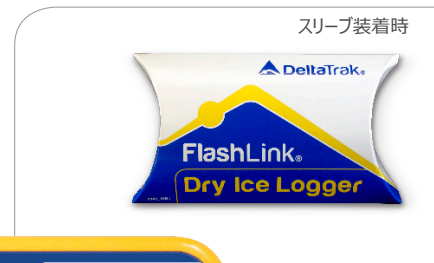 スリーブ装着時
DeltaTrak®
FlashLink®
Dry Ice Logger